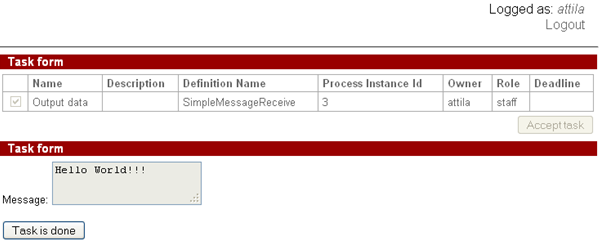 Logged as: attila
Logout
Task form
Name Description Definition Name Process Instance Id Owner Role Deadline
Output data SimpleMessageReceive 3 attila staff
Accept task
Task form
Message: Hello World!!!
Task is done